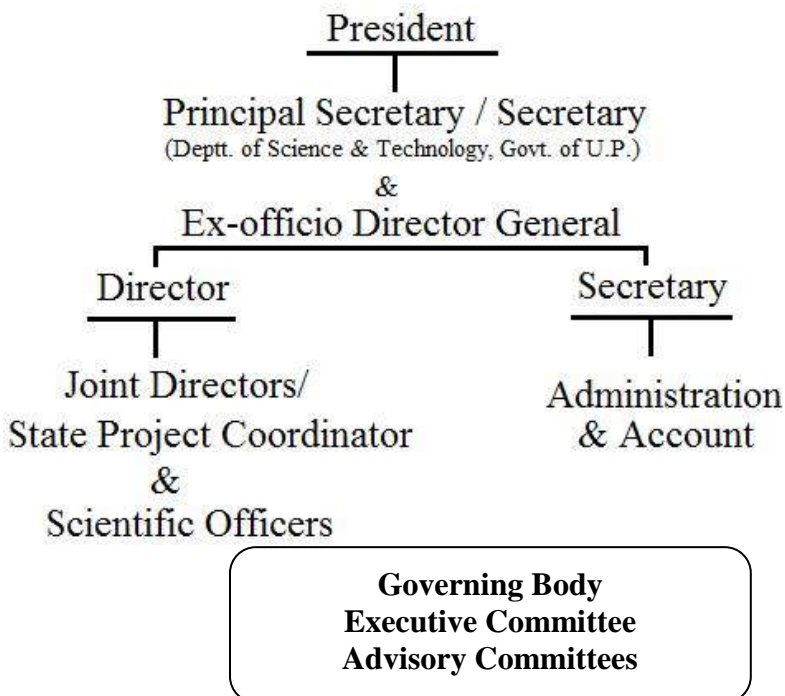 President
Principal Secretary / Secretary
(Deptt. of Science & Technology, Govt. of U.P.)
&
Ex-officio Director General
Director
Secretary
Joint Directors/
State Project Coordinator
&
Scientific Officers
Administration
& Account
Governing Body
Executive Committee
Advisory Committees